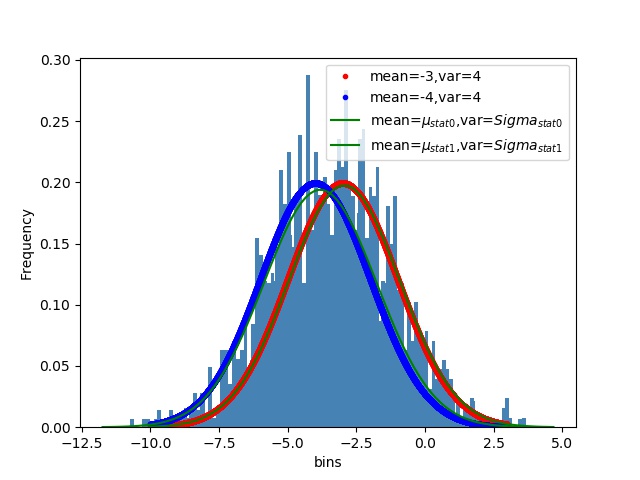 0.30
0.25
0.20
0.15
0.10
0.05
0.00
Frequency
mean=-3,var=4
mean=-4,var=4
mean=μstat0,var=Sigmastat0
mean=μstat1,var=Sigmastat1
−12.5 −10.0 −7.5 −5.0 −2.5 0.0 2.5 5.0
bins